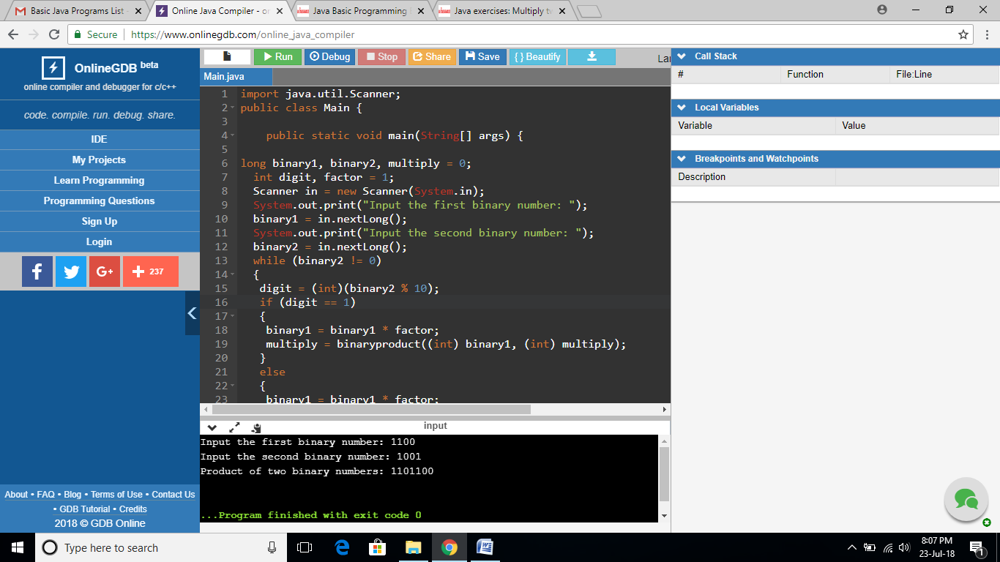 Basic Java Programs List -
Online Java Compiler - or
Java Basic Programming
Java exercises: Multiply tw
Secure
https://www.onlinegdb.com/online_java_compiler
OnlineGDB beta
online compiler and debugger for c/c++
code. compile. run. debug. share.
IDE
My Projects
Learn Programming
Programming Questions
Sign Up
Login
f
G+
237
About • FAQ • Blog • Terms of Use • Contact Us
• GDB Tutorial • Credits
2018 © GDB Online
Run
Debug
Stop
Share
Save
{ } Beautify
Lar
Main.java
1 import java.util.Scanner;
2 public class Main {
3
4 public static void main(String[] args) {
5
6 long binary1, binary2, multiply = 0;
7 int digit, factor = 1;
8 Scanner in = new Scanner(System.in);
9 System.out.print("Input the first binary number: ");
10 binary1 = in.nextLong();
11 System.out.print("Input the second binary number: ");
12 binary2 = in.nextLong();
13 while (binary2 != 0)
14 {
15 digit = (int)(binary2 % 10);
16 if (digit == 1)
17 {
18 binary1 = binary1 * factor;
19 multiply = binaryproduct((int) binary1, (int) multiply);
20 }
21 else
22 {
23 binary1 = binary1 * factor;
input
Input the first binary number: 1100
Input the second binary number: 1001
Product of two binary numbers: 1101100
...Program finished with exit code 0
Call Stack
# Function File:Line
Local Variables
Variable Value
Breakpoints and Watchpoints
Description
Type here to search
8:07 PM
23-Jul-18
1